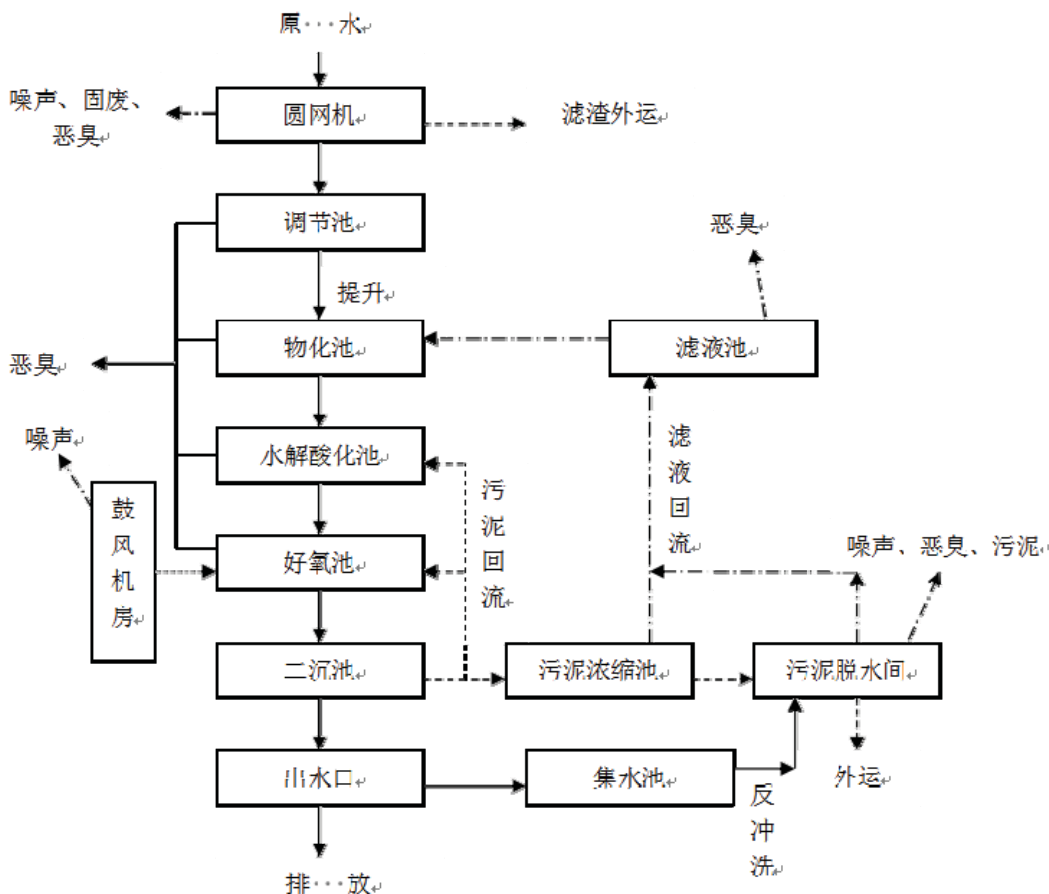 原···水
噪声、固废、
恶臭
圆网机
滤渣外运
调节池
恶臭
提升
物化池
滤液池
恶臭
噪声
水解酸化池
污泥回流
滤液回流
鼓风机房
好氧池
噪声、恶臭、污泥
二沉池
污泥浓缩池
污泥脱水间
出水口
集水池
反冲洗
外运
排···放